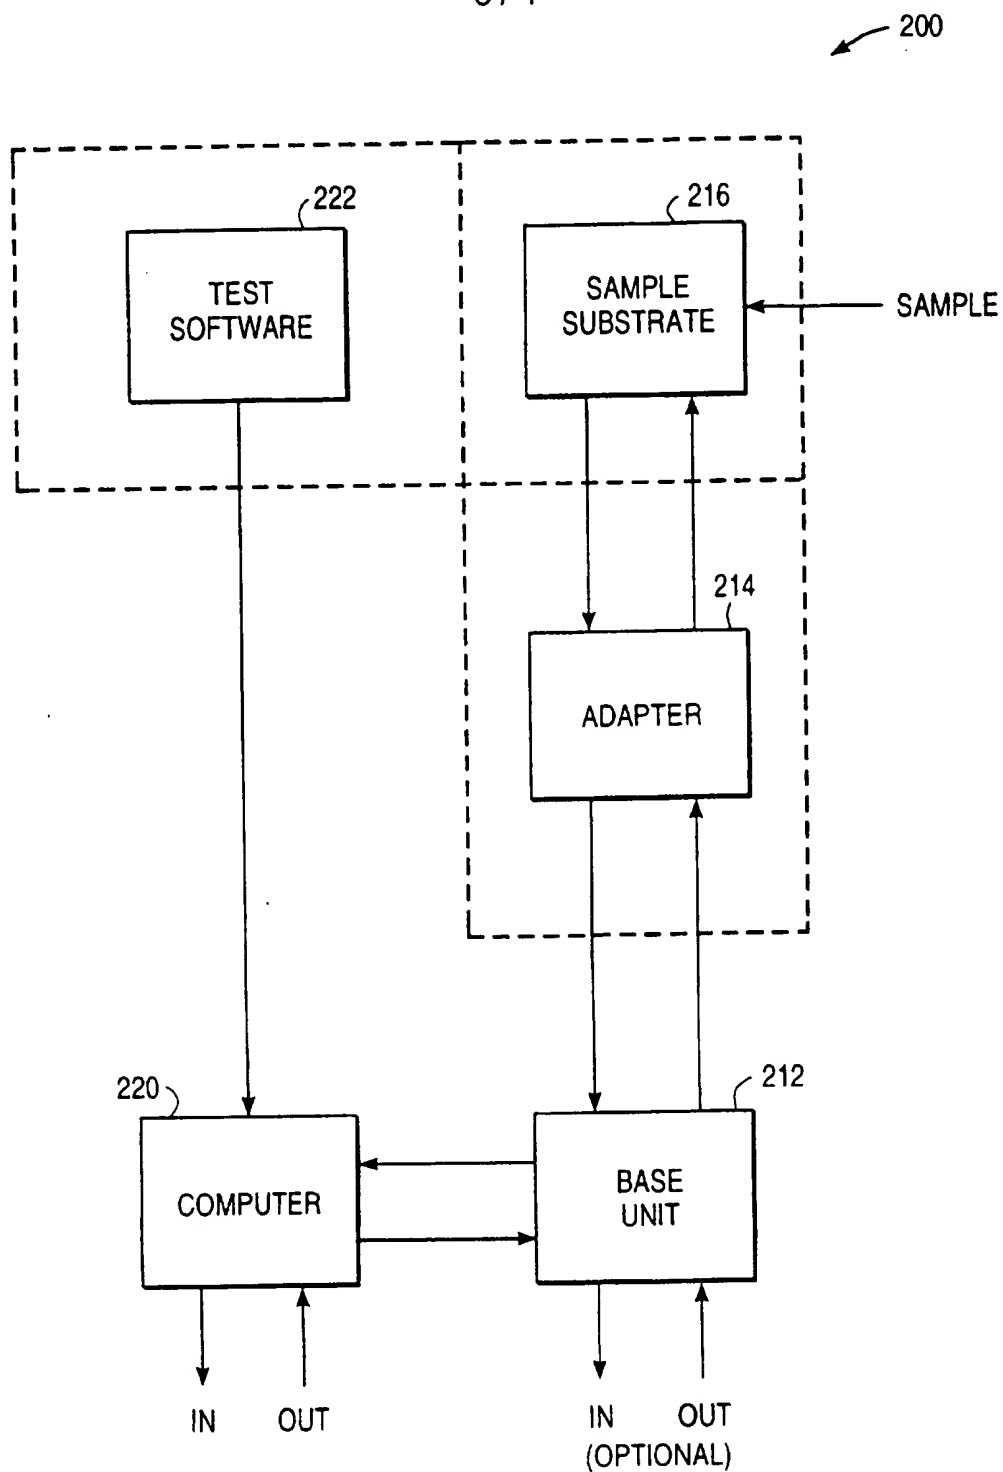 200
222
216
TEST
SOFTWARE
SAMPLE
SUBSTRATE
SAMPLE
214
ADAPTER
220
212
COMPUTER
BASE
UNIT
IN
OUT
IN
OUT
(OPTIONAL)